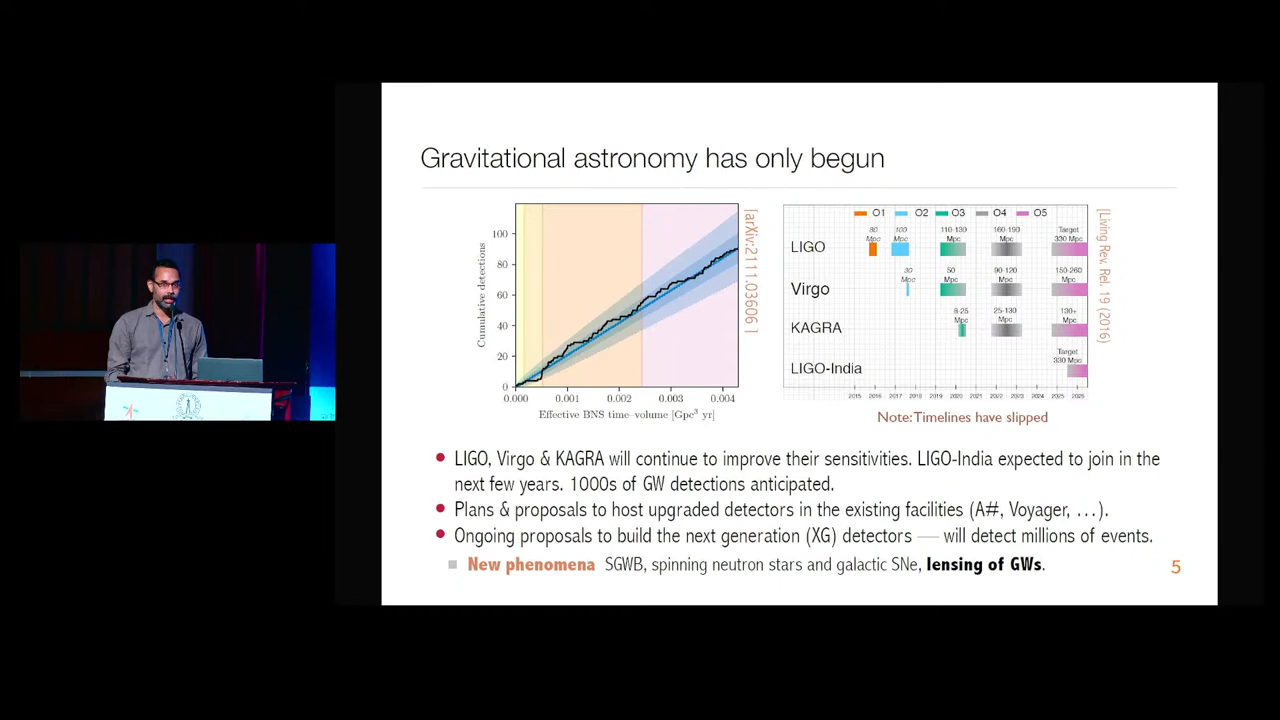 Gravitational astronomy has only begun
Cumulative detections
100
80
60
40
20
0
0.000 0.001 0.002 0.003 0.004
Effective BNS time–volume [Gpc³ yr]
[arXiv:2111.03606 ]
O1 O2 O3 O4 O5
80 Mpc 100 Mpc 110-130 Mpc 160-190 Mpc Target 330 Mpc
LIGO
30 Mpc 50 Mpc 90-120 Mpc 150-260 Mpc
Virgo
8-25 Mpc 25-130 Mpc 130+ Mpc
KAGRA
Target 330 Mpc
LIGO-India
2015 2016 2017 2018 2019 2020 2021 2022 2023 2024 2025 2026
[Living Rev. Rel. 19 (2016)
Note: Timelines have slipped
LIGO, Virgo & KAGRA will continue to improve their sensitivities. LIGO-India expected to join in the
next few years. 1000s of GW detections anticipated.
Plans & proposals to host upgraded detectors in the existing facilities (A#, Voyager, …).
Ongoing proposals to build the next generation (XG) detectors — will detect millions of events.
New phenomena SGWB, spinning neutron stars and galactic SNe, lensing of GWs.
5